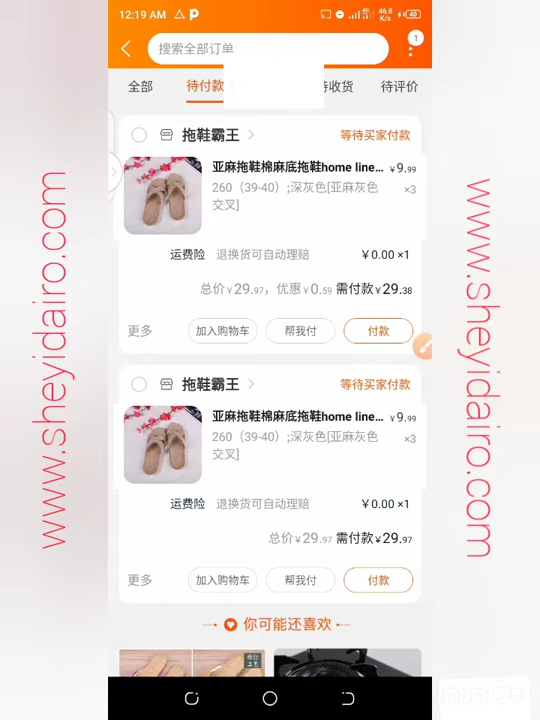 12:19 AM
46.8
K/s
40
搜索全部订单
1
全部
待付款
待收货
待评价
拖鞋霸王
等待买家付款
亚麻拖鞋棉麻底拖鞋home line... ¥9.99
260（39-40）;深灰色[亚麻灰色 ×3
交叉]
运费险 退换货可自动理赔 ¥0.00 ×1
总价¥29.97，优惠¥0.59 需付款¥29.38
更多
加入购物车
帮我付
付款
拖鞋霸王
等待买家付款
亚麻拖鞋棉麻底拖鞋home line... ¥9.99
260（39-40）;深灰色[亚麻灰色 ×3
交叉]
运费险 退换货可自动理赔 ¥0.00 ×1
总价¥29.97 需付款¥29.97
更多
加入购物车
帮我付
付款
你可能还喜欢
www.sheyidairo.com
www.sheyidairo.com